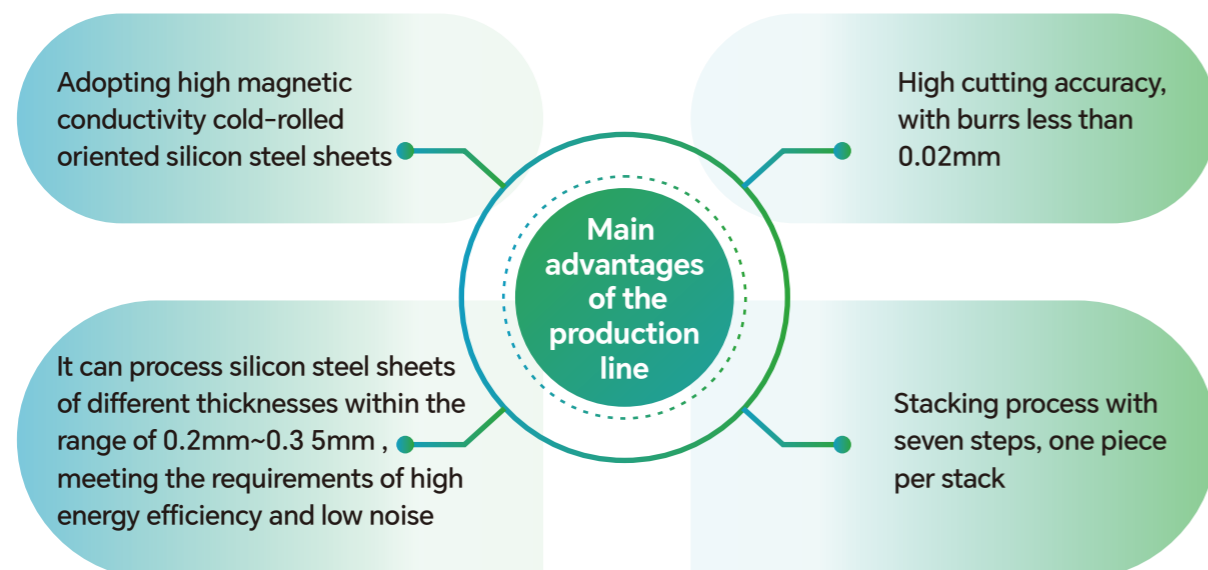 Adopting high magnetic
conductivity cold-rolled
oriented silicon steel sheets
High cutting accuracy,
with burrs less than
0.02mm
Main
advantages
of the
production
line
It can process silicon steel sheets
of different thicknesses within the
range of 0.2mm~0.3 5mm ,
meeting the requirements of high
energy efficiency and low noise
Stacking process with
seven steps, one piece
per stack